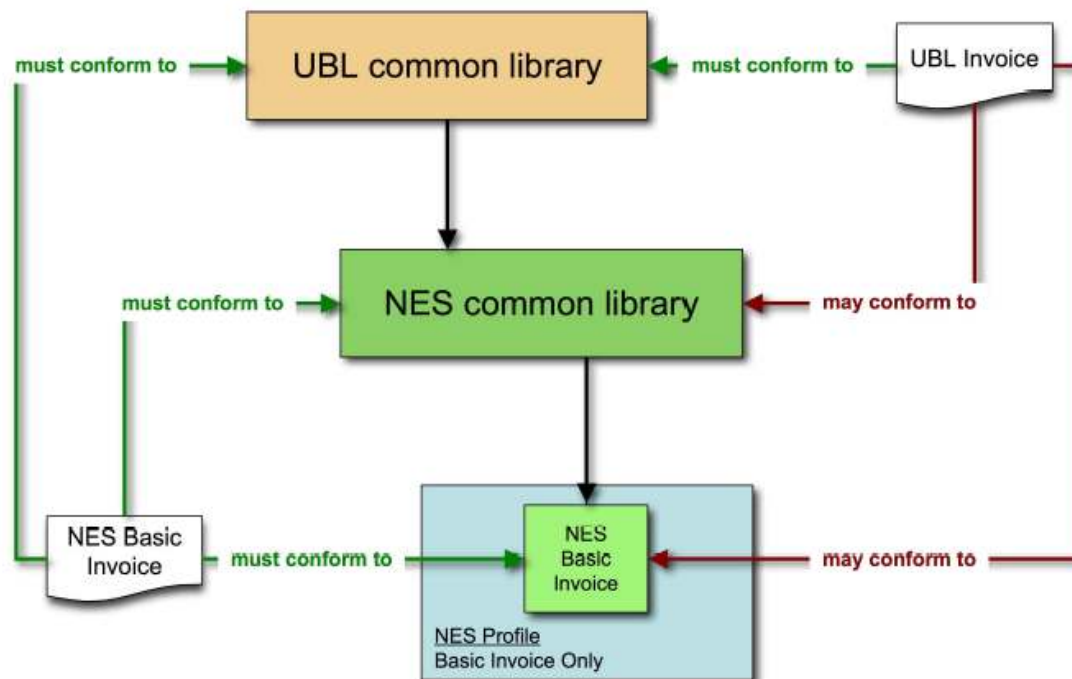 must conform to
UBL common library
must conform to
UBL Invoice
must conform to
NES common library
may conform to
NES Basic
Invoice
must conform to
NES
Basic
Invoice
may conform to
NES Profile
Basic Invoice Only